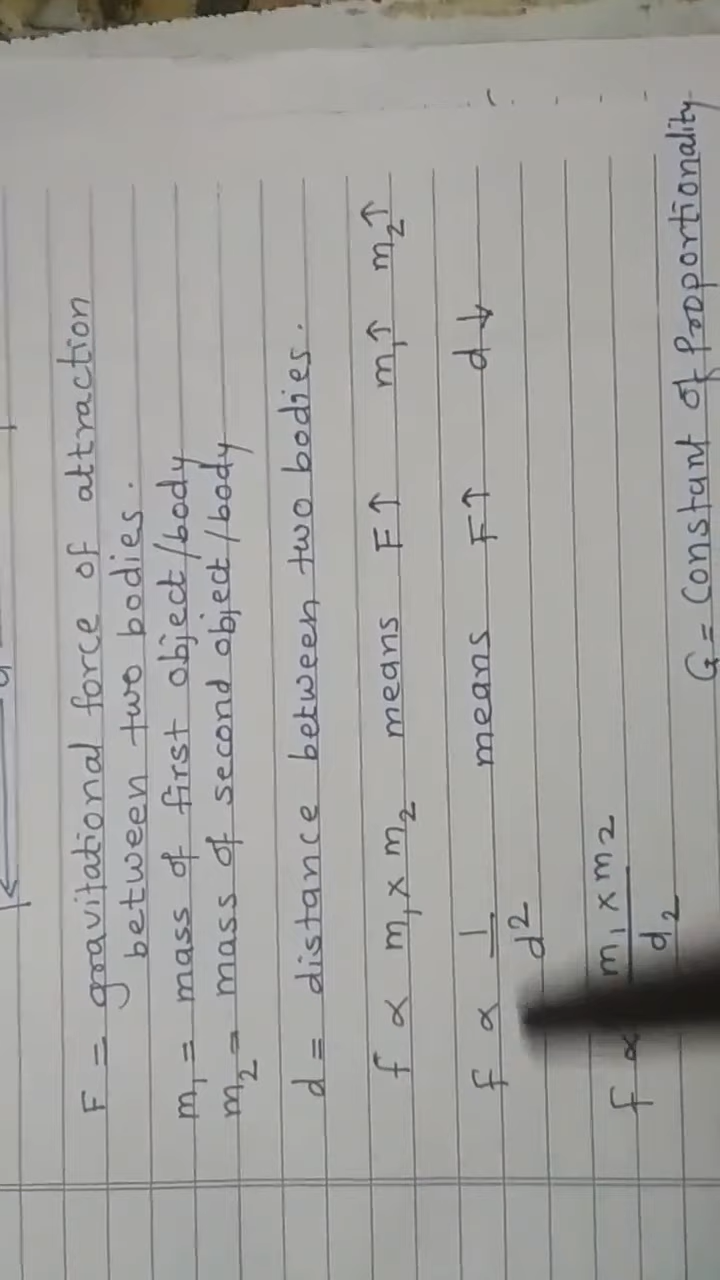 F = gravitational force of attraction
between two bodies.
m₁ = mass of first object/body
m₂ = mass of second object/body
d = distance between two bodies.
f ∝ m₁ x m₂ means F↑ m₁↑ m₂↑
f ∝ 1/d² means F↑ d↓
f ∝ m₁ x m₂/d₂
G = Constant of Proportionality